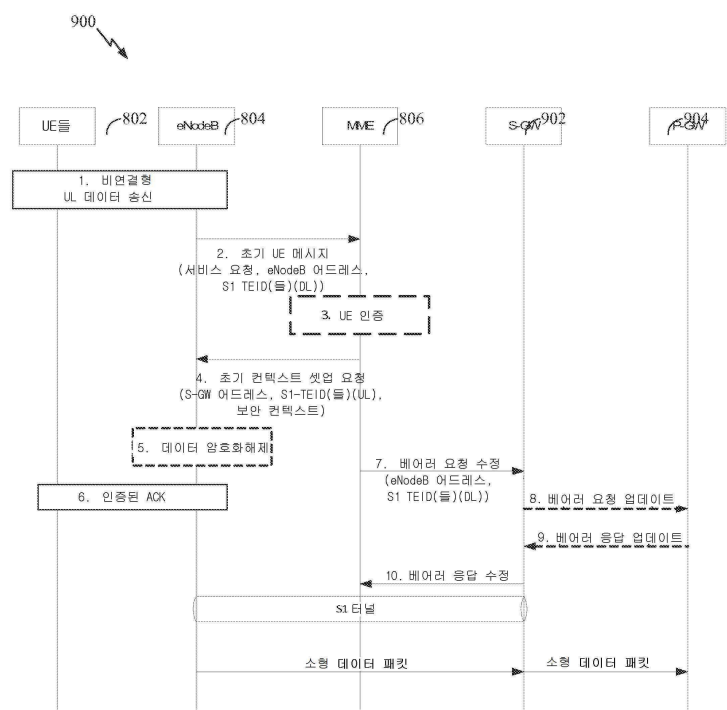 900
UE들 802
eNodeB 804
MME 806
S-GW 902
P-GW 904
1. 비연결형
UL 데이터 송신
2. 초기 UE 메시지
(서비스 요청, eNodeB 어드레스,
S1 TEID(들)(DL))
3. UE 인증
4. 초기 컨텍스트 셋업 요청
(S-GW 어드레스, S1-TEID(들)(UL),
보안 컨텍스트)
5. 데이터 암호화해제
7. 베어러 요청 수정
(eNodeB 어드레스,
S1 TEID(들)(DL))
6. 인증된 ACK
8. 베어러 요청 업데이트
9. 베어러 응답 업데이트
10. 베어러 응답 수정
S1 터널
소형 데이터 패킷
소형 데이터 패킷